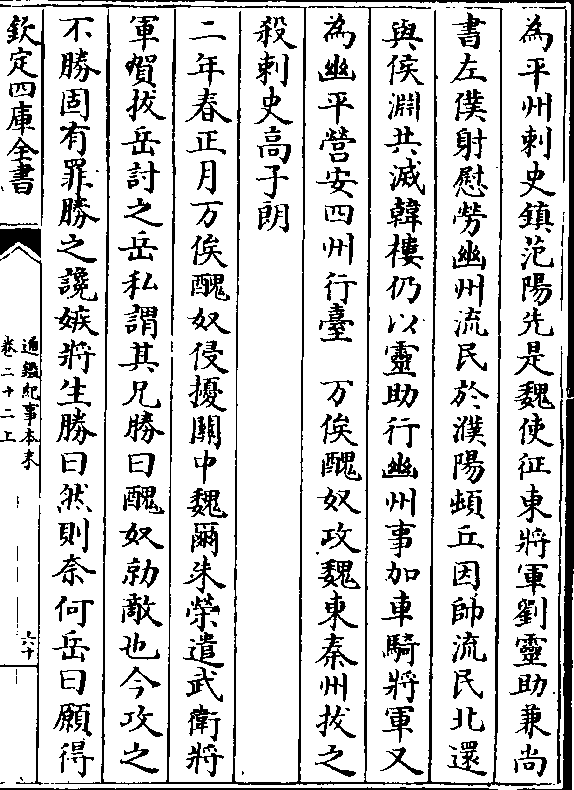 為平州刺史鎮范陽先是魏使征東將軍劉靈助兼尚
書左僕射慰勞幽州流民於濮陽頓丘因帥流民北還
與侯淵共滅韓樓仍以靈助行幽州事加車騎將軍又
為幽平營安四州行臺　万俟醜奴攻魏東秦州拔之
殺刺史高子朗
二年春正月万俟醜奴侵擾關中魏爾朱榮遣武衛將
軍賀拔岳討之岳私謂其兄勝曰醜奴勍敵也今攻之
不勝固有罪勝之讒嫉將生勝曰然則奈何岳曰願得
欽定四庫全書
通鑑紀事本末
卷二十二上
六十